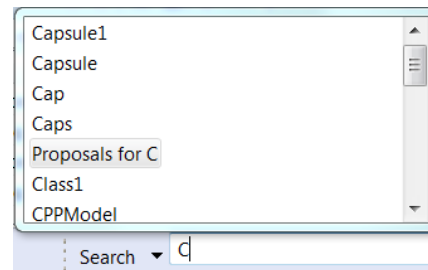 Capsule1
Capsule
Cap
Caps
Proposals for C
Class1
CPPModel
Search C